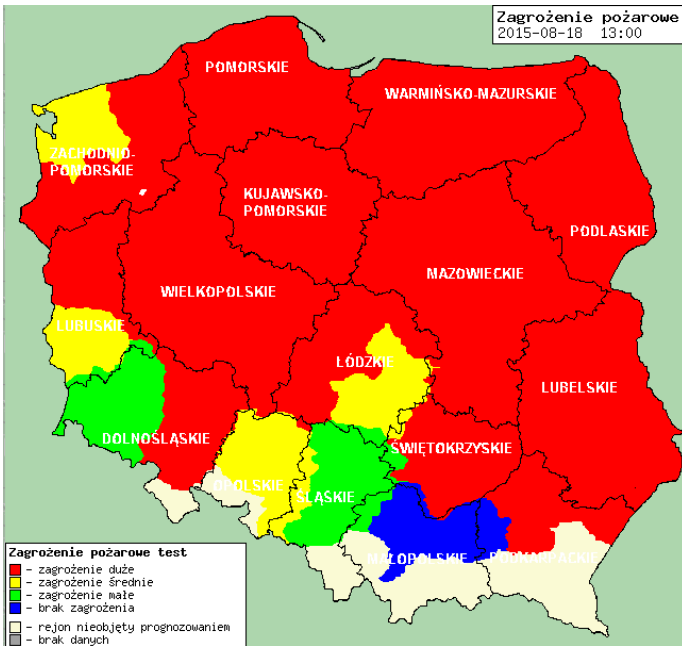 Zagrożenie pożarowe
2015-08-18 13:00
POMORSKIE
WARMIŃSKO-MAZURSKIE
ZACHODNIO-
POMORSKIE
KUJAWSKO-
POMORSKIE
PODLASKIE
MAZOWIECKIE
WIELKOPOLSKIE
LUBUSKIE
ŁÓDZKIE
LUBELSKIE
DOLNOŚLĄSKIE
ŚWIĘTOKRZYSKIE
OPOLSKIE
ŚLĄSKIE
MAŁOPOLSKIE
PODKARPACKIE
Zagrożenie pożarowe test
- zagrożenie duże
- zagrożenie średnie
- zagrożenie małe
- brak zagrożenia
- rejon nieobjęty prognozowaniem
- brak danych